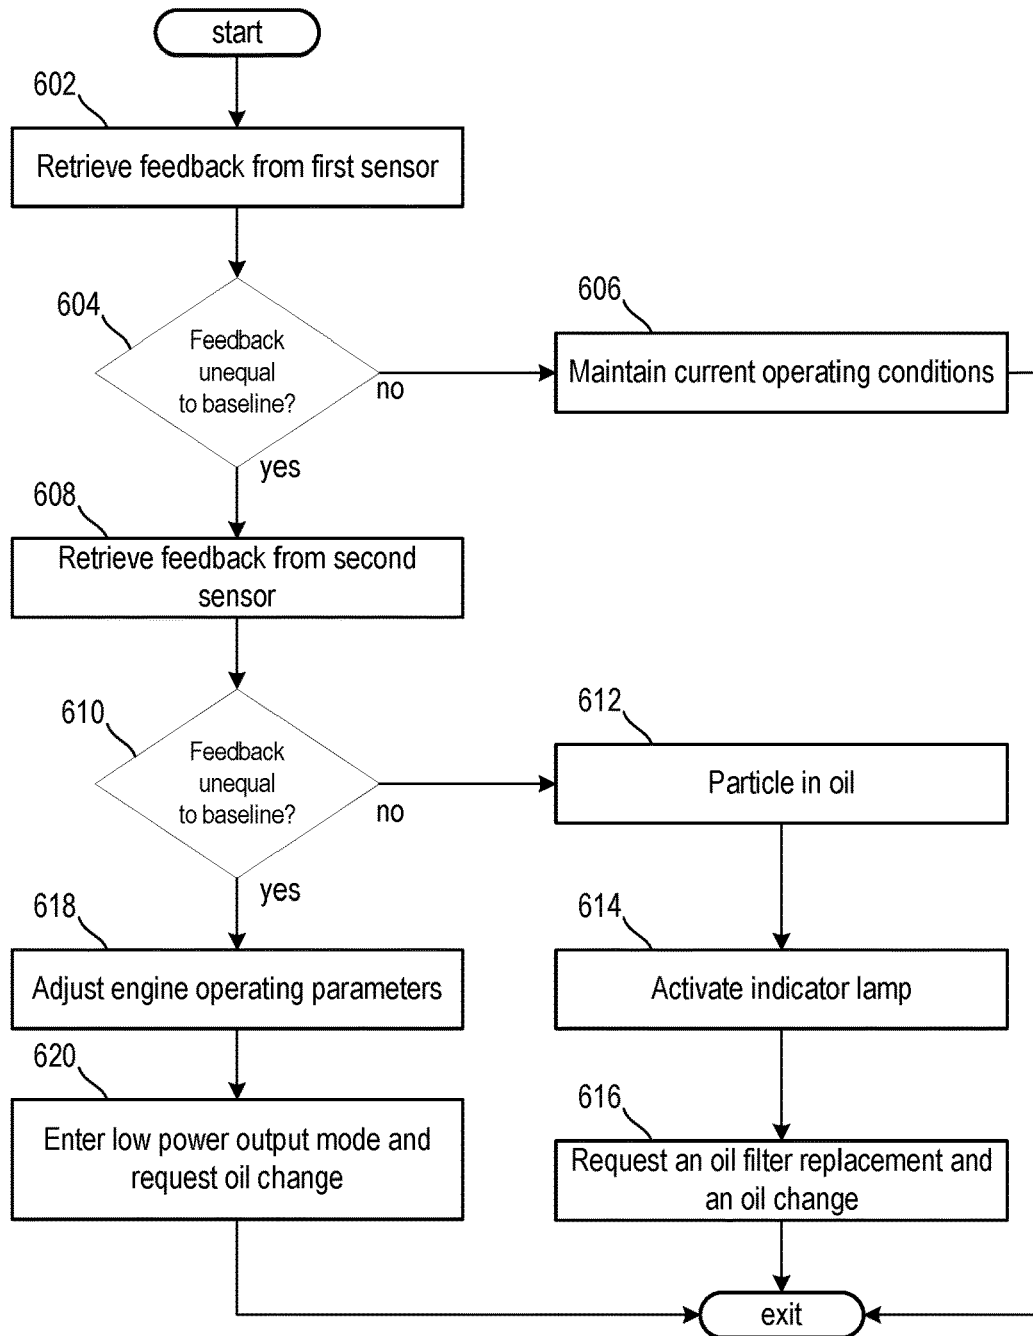 start
602
Retrieve feedback from first sensor
604
Feedback
unequal
to baseline?
no
606
Maintain current operating conditions
yes
608
Retrieve feedback from second
sensor
610
Feedback
unequal
to baseline?
no
612
Particle in oil
yes
618
Adjust engine operating parameters
614
Activate indicator lamp
620
Enter low power output mode and
request oil change
616
Request an oil filter replacement and
an oil change
exit